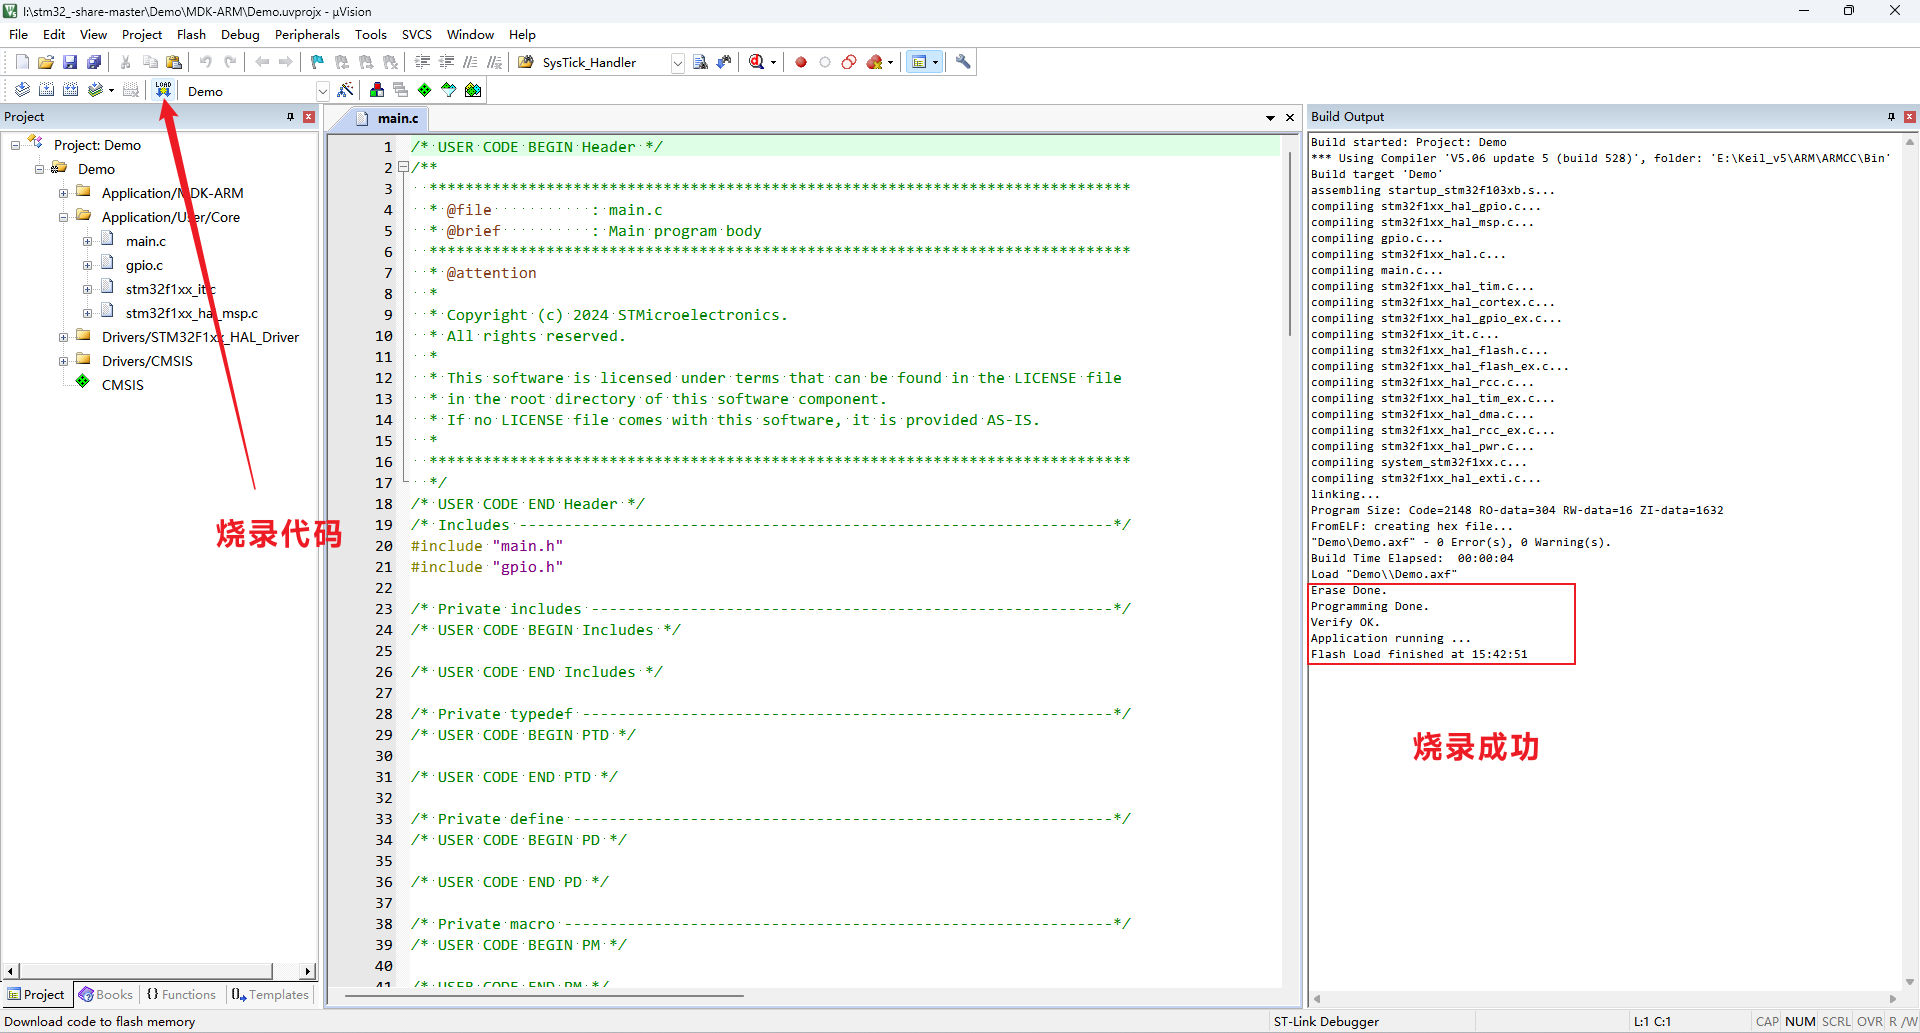 I:\stm32_-share-master\Demo\MDK-ARM\Demo.uvprojx - µVision
File Edit View Project Flash Debug Peripherals Tools SVCS Window Help
SysTick_Handler
LOAD Demo
Project
Project: Demo
Demo
Application/MDK-ARM
Application/User/Core
main.c
gpio.c
stm32f1xx_it.c
stm32f1xx_hal_msp.c
Drivers/STM32F1xx_HAL_Driver
Drivers/CMSIS
CMSIS
烧录代码
Project Books Functions Templates
main.c
1 /* USER CODE BEGIN Header */
2 /**
3 ******************************************************************************
4 * @file : main.c
5 * @brief : Main program body
6 ******************************************************************************
7 * @attention
8 *
9 * Copyright (c) 2024 STMicroelectronics.
10 * All rights reserved.
11 *
12 * This software is licensed under terms that can be found in the LICENSE file
13 * in the root directory of this software component.
14 * If no LICENSE file comes with this software, it is provided AS-IS.
15 *
16 ******************************************************************************
17 */
18 /* USER CODE END Header */
19 /* Includes ------------------------------------------------------------------*/
20 #include "main.h"
21 #include "gpio.h"
22
23 /* Private includes ----------------------------------------------------------*/
24 /* USER CODE BEGIN Includes */
25
26 /* USER CODE END Includes */
27
28 /* Private typedef -----------------------------------------------------------*/
29 /* USER CODE BEGIN PTD */
30
31 /* USER CODE END PTD */
32
33 /* Private define ------------------------------------------------------------*/
34 /* USER CODE BEGIN PD */
35
36 /* USER CODE END PD */
37
38 /* Private macro -------------------------------------------------------------*/
39 /* USER CODE BEGIN PM */
40
41 /* USER CODE END PM */
Build Output
Build started: Project: Demo
*** Using Compiler 'V5.06 update 5 (build 528)', folder: 'E:\Keil_v5\ARM\ARMCC\Bin'
Build target 'Demo'
assembling startup_stm32f103xb.s...
compiling stm32f1xx_hal_gpio.c...
compiling stm32f1xx_hal_msp.c...
compiling gpio.c...
compiling stm32f1xx_hal.c...
compiling main.c...
compiling stm32f1xx_hal_tim.c...
compiling stm32f1xx_hal_cortex.c...
compiling stm32f1xx_hal_gpio_ex.c...
compiling stm32f1xx_it.c...
compiling stm32f1xx_hal_flash.c...
compiling stm32f1xx_hal_flash_ex.c...
compiling stm32f1xx_hal_rcc.c...
compiling stm32f1xx_hal_tim_ex.c...
compiling stm32f1xx_hal_dma.c...
compiling stm32f1xx_hal_rcc_ex.c...
compiling stm32f1xx_hal_pwr.c...
compiling system_stm32f1xx.c...
compiling stm32f1xx_hal_exti.c...
linking...
Program Size: Code=2148 RO-data=304 RW-data=16 ZI-data=1632
FromELF: creating hex file...
"Demo\Demo.axf" - 0 Error(s), 0 Warning(s).
Build Time Elapsed:  00:00:04
Load "Demo\\Demo.axf"
Erase Done.
Programming Done.
Verify OK.
Application running ...
Flash Load finished at 15:42:51
烧录成功
Download code to flash memory
ST-Link Debugger
L:1 C:1
CAP NUM SCRL OVR R /W